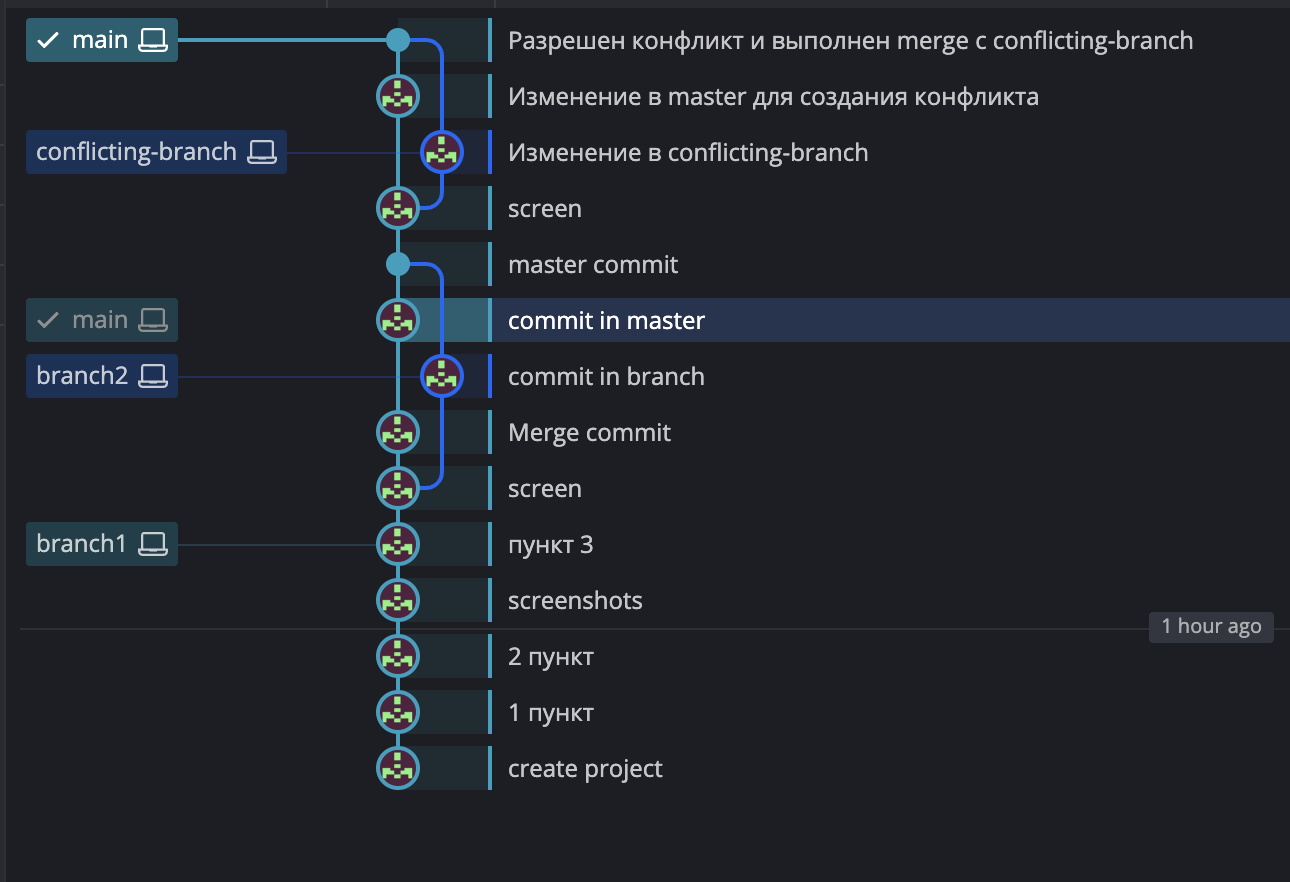 main
Разрешен конфликт и выполнен merge с conflicting-branch
Изменение в master для создания конфликта
conflicting-branch
Изменение в conflicting-branch
screen
master commit
main
commit in master
branch2
commit in branch
Merge commit
screen
branch1
пункт 3
screenshots
1 hour ago
2 пункт
1 пункт
create project